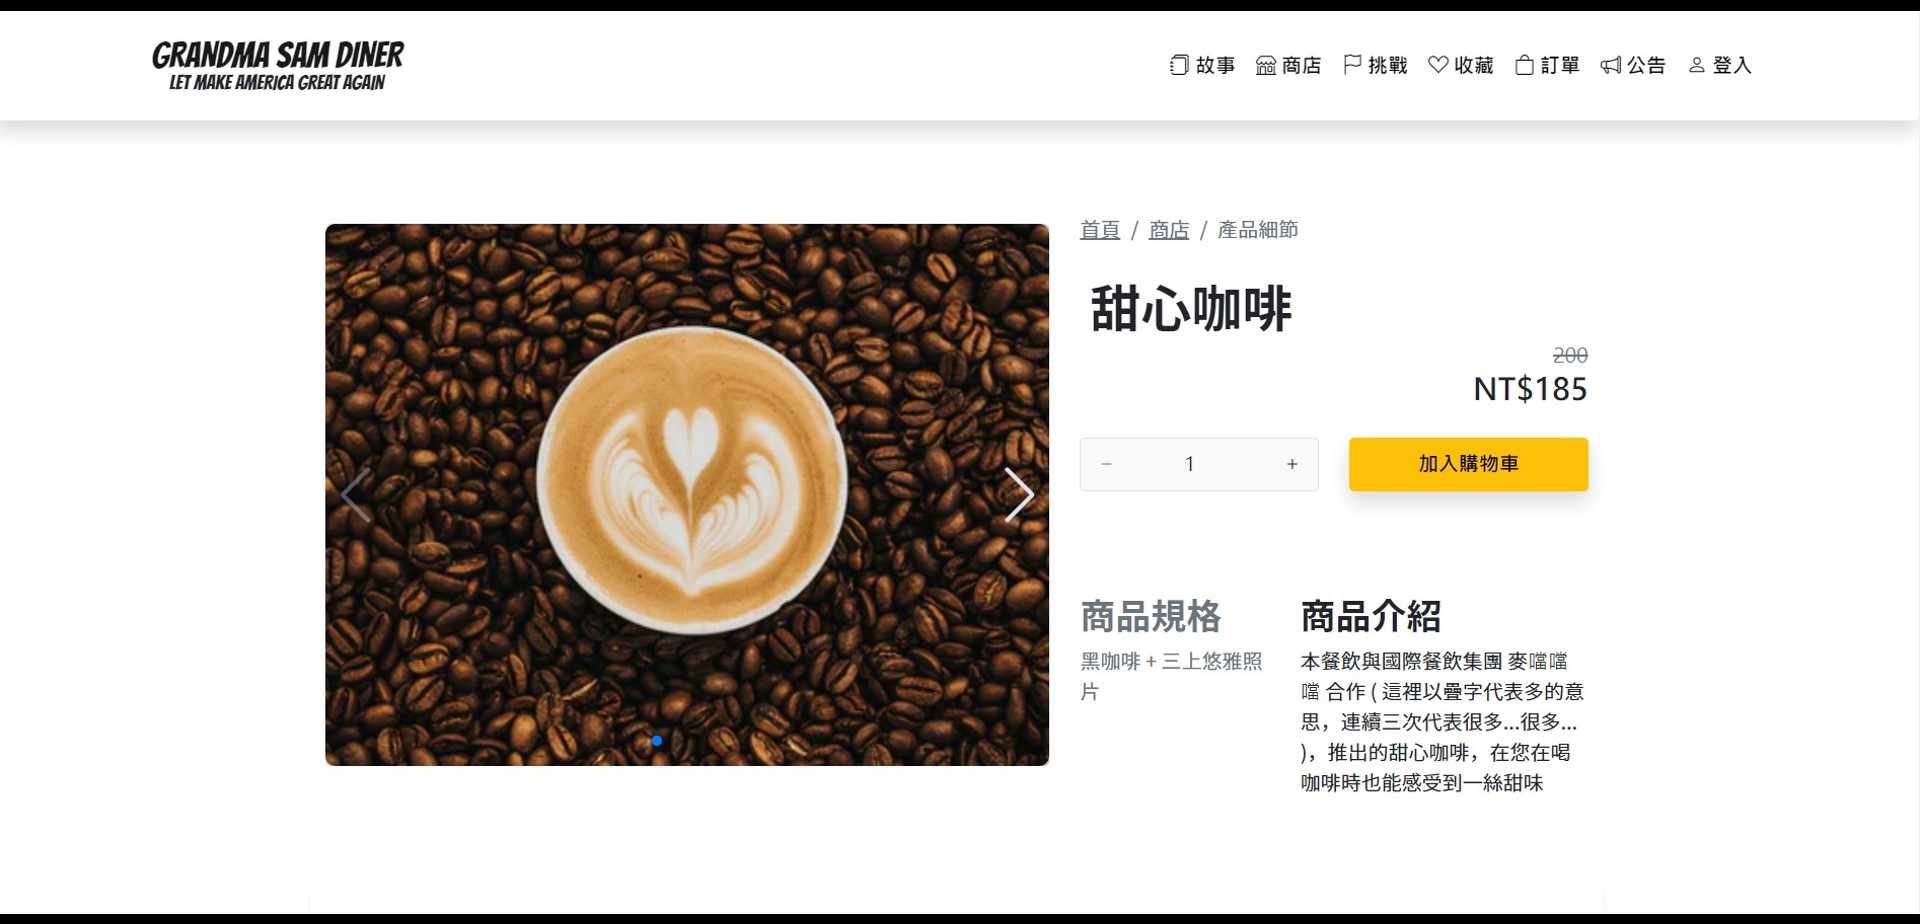 GRANDMA SAM DINER
LET MAKE AMERICA GREAT AGAIN
故事 商店 挑戰 收藏 訂單 公告 登入
首頁 / 商店 / 產品細節
甜心咖啡
200
NT$185
− 1 +
加入購物車
商品規格
黑咖啡 + 三上悠雅照
片
商品介紹
本餐飲與國際餐飲集團 麥噹噹
噹 合作 ( 這裡以疊字代表多的意
思，連續三次代表很多...很多...
)，推出的甜心咖啡，在您在喝
咖啡時也能感受到一絲甜味